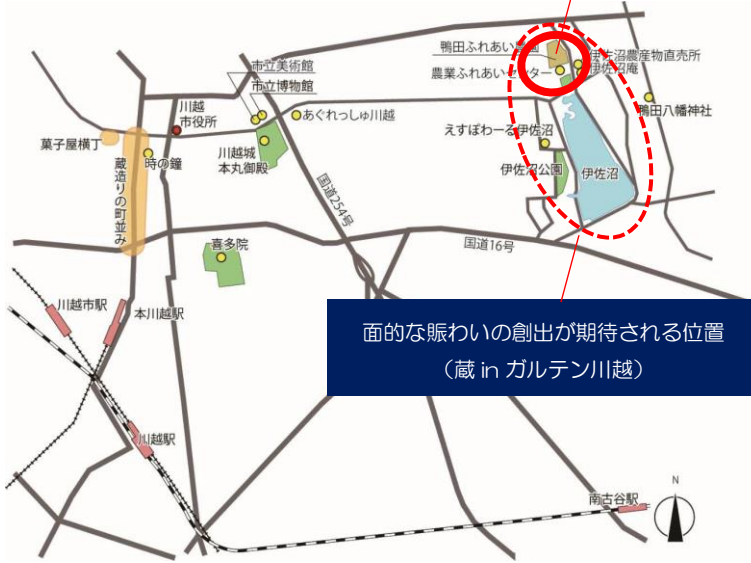 鴨田ふれあい農園
農業ふれあいセンター
伊佐沼農産物直売所
伊佐沼庵
市立美術館
市立博物館
川越
市役所
あぐれっしゅ川越
鴨田八幡神社
菓子屋横丁
時の鐘
蔵造りの町並み
川越城
本丸御殿
えすぽわーる伊佐沼
伊佐沼公園
伊佐沼
国道254号
国道16号
喜多院
川越市駅
本川越駅
面的な賑わいの創出が期待される位置
(蔵 in ガルテン川越)
川越駅
南古谷駅
N